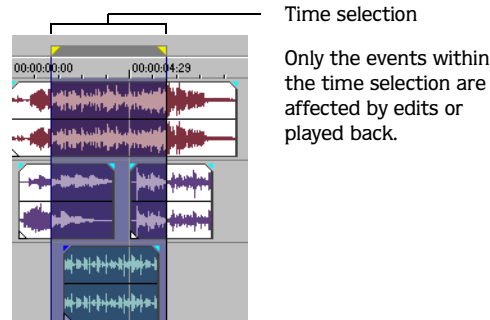 Time selection
Only the events within
the time selection are
affected by edits or
played back.
00:00:00:00 00:00:04:29